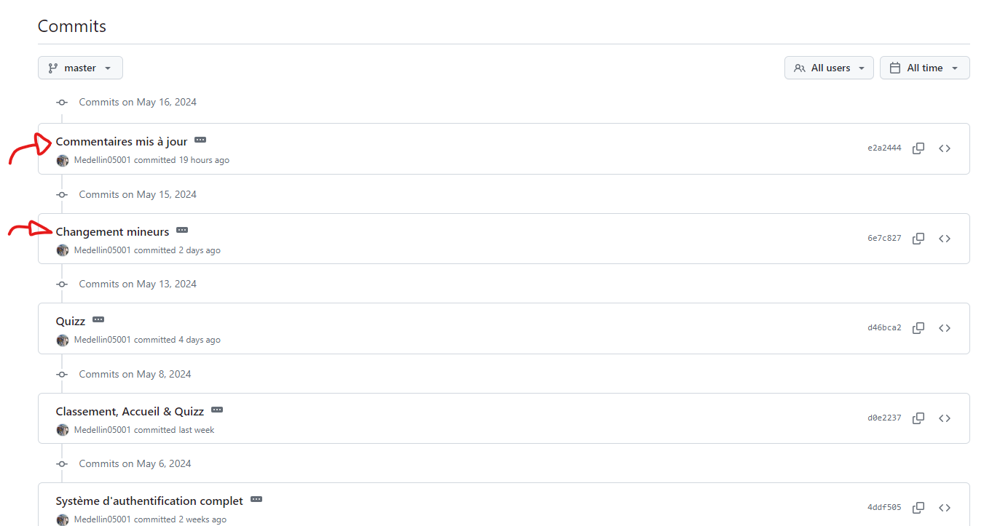 Commits
master
All users
All time
Commits on May 16, 2024
Commentaires mis à jour
Medellin05001 committed 19 hours ago
e2a2444
Commits on May 15, 2024
Changement mineurs
Medellin05001 committed 2 days ago
6e7c827
Commits on May 13, 2024
Quizz
Medellin05001 committed 4 days ago
d46bca2
Commits on May 8, 2024
Classement, Accueil & Quizz
Medellin05001 committed last week
d0e2237
Commits on May 6, 2024
Système d'authentification complet
Medellin05001 committed 2 weeks ago
4ddf505